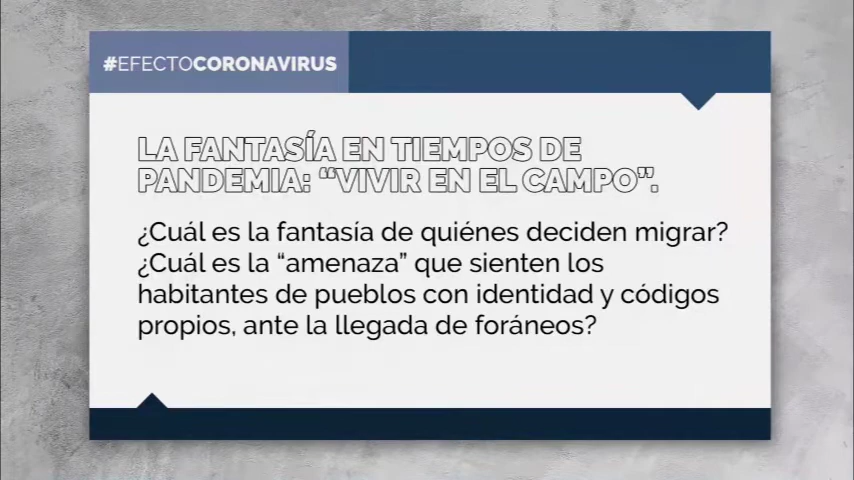 #EFECTOCORONAVIRUS
LA FANTASÍA EN TIEMPOS DE
PANDEMIA: “VIVIR EN EL CAMPO”.
¿Cuál es la fantasía de quiénes deciden migrar?
¿Cuál es la “amenaza” que sienten los
habitantes de pueblos con identidad y códigos
propios, ante la llegada de foráneos?